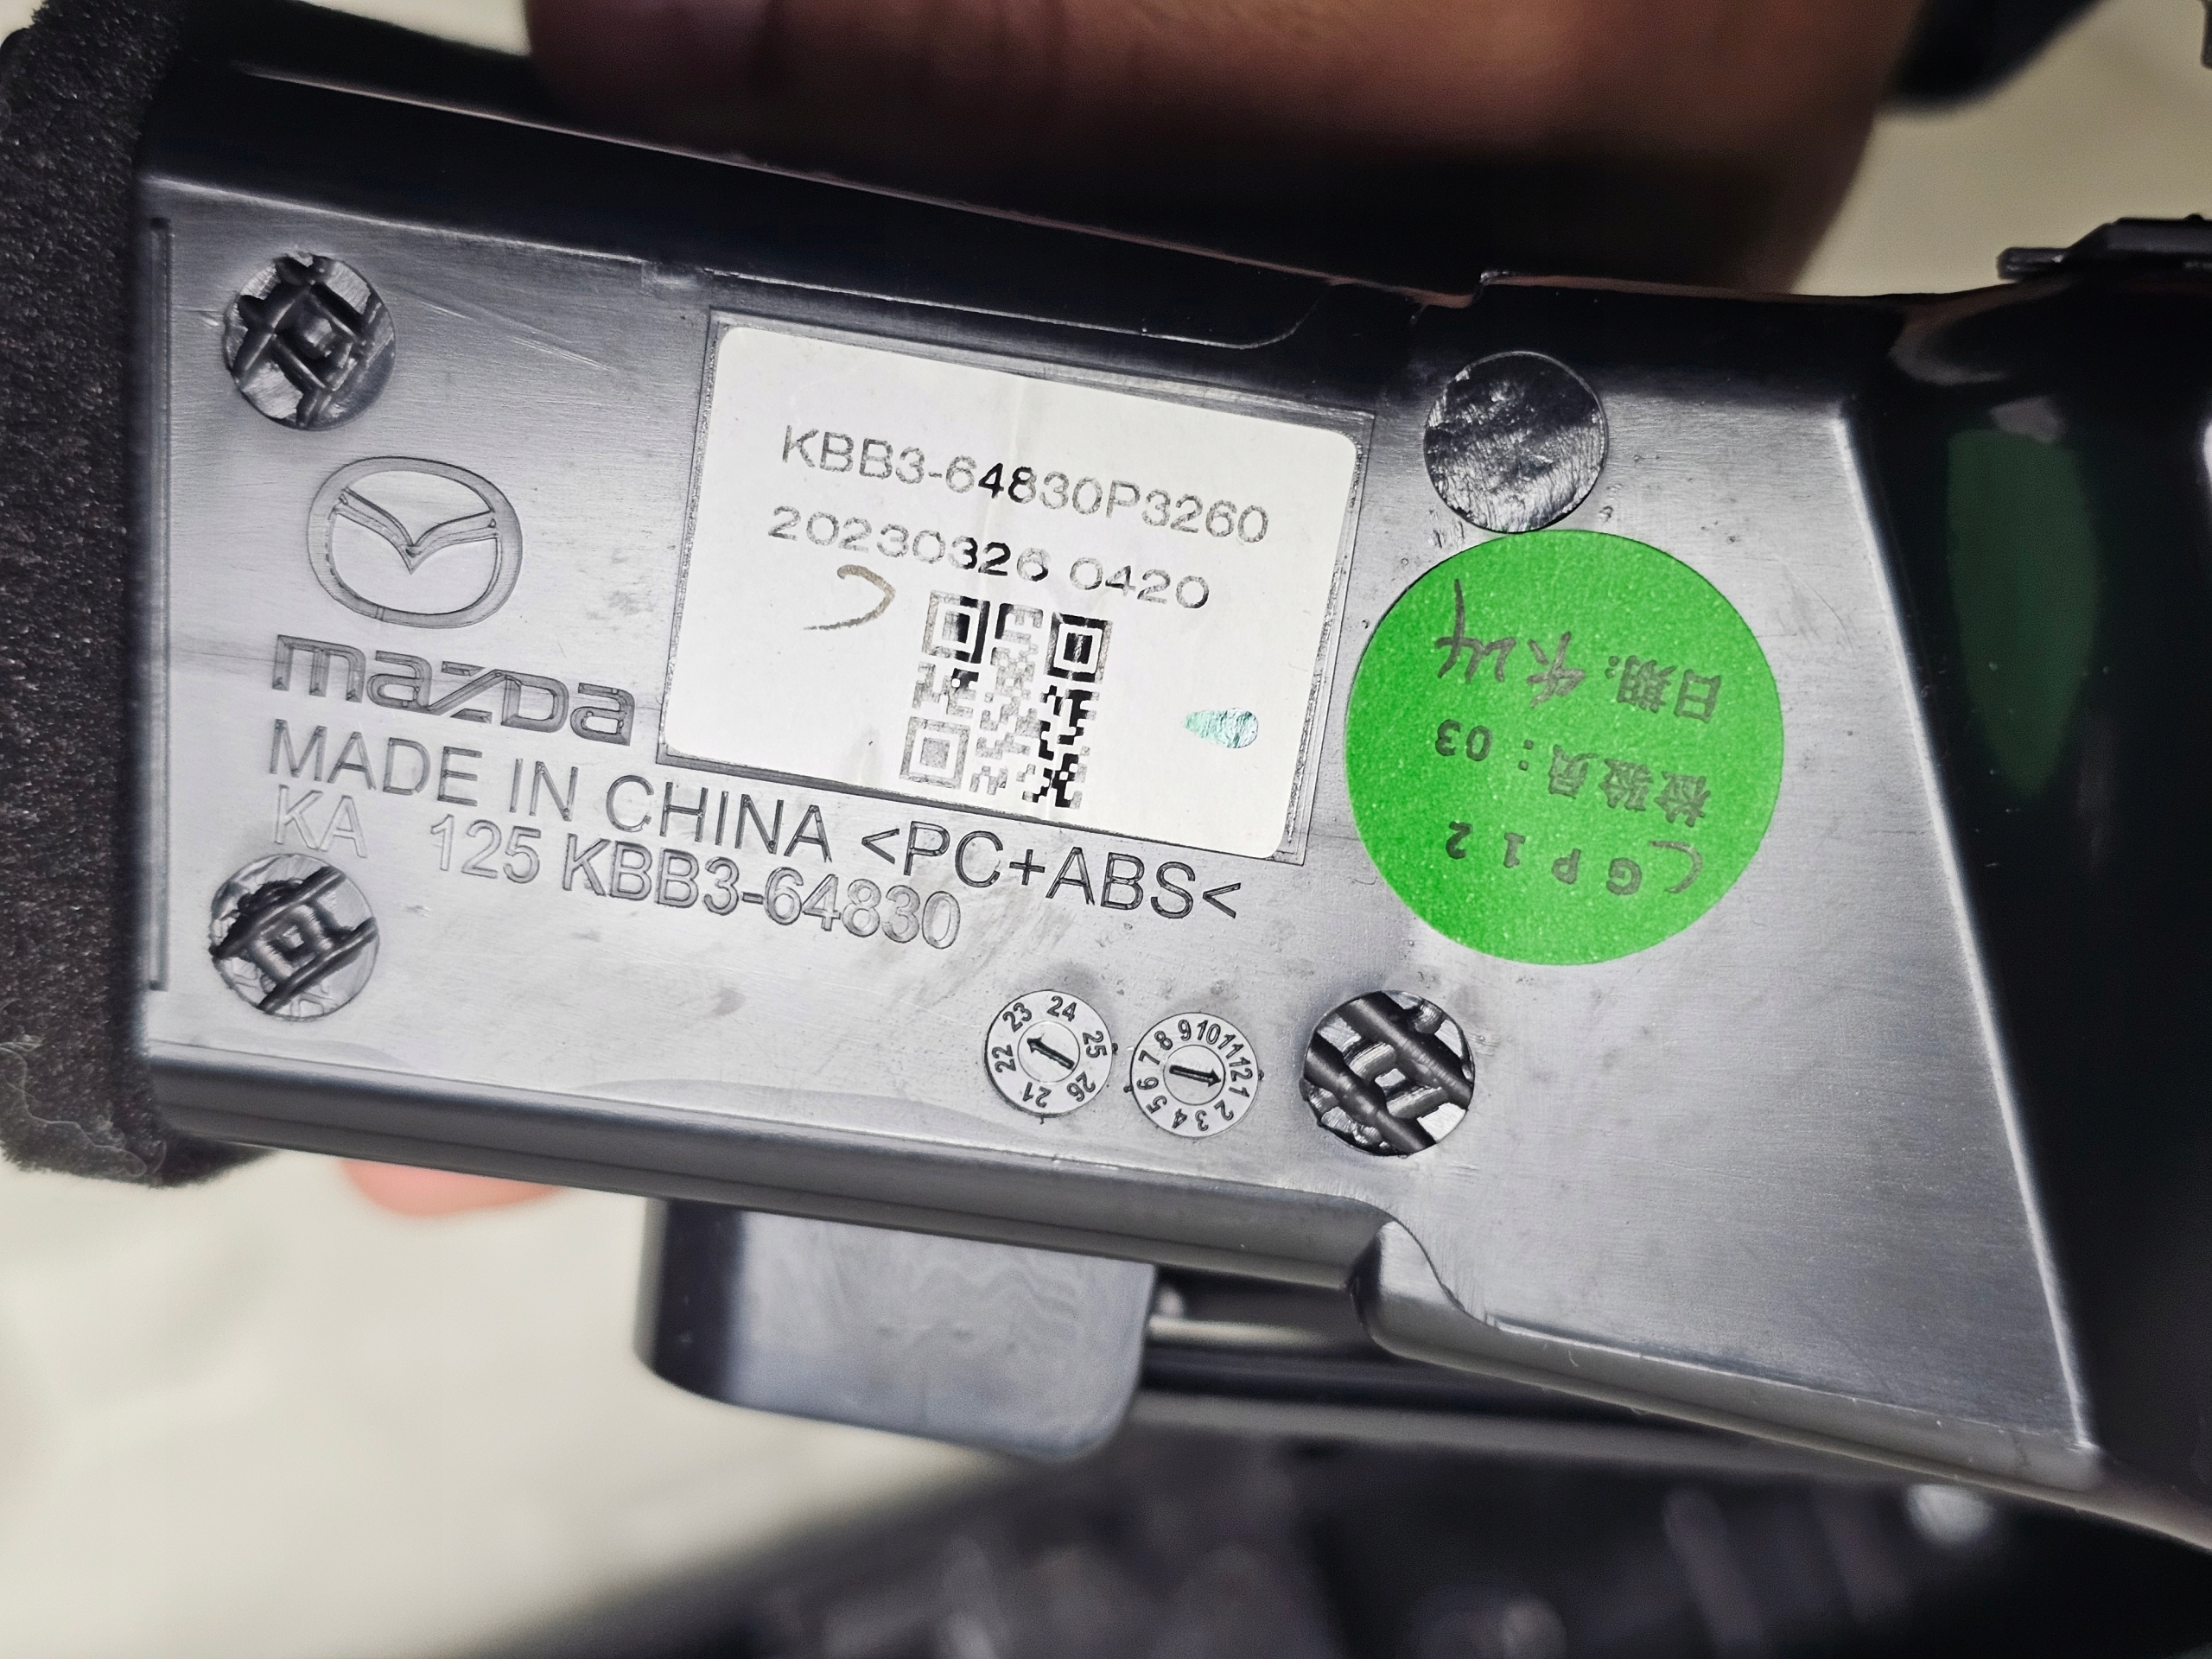 KBB3-64830P3260
20230326 0420
mazda
MADE IN CHINA <PC+ABS<
KA 125 KBB3-64830
GP12
检验员：03
日期:
21 22 23 24 25 26
1 2 3 4 5 6 7 8 9 10 11 12